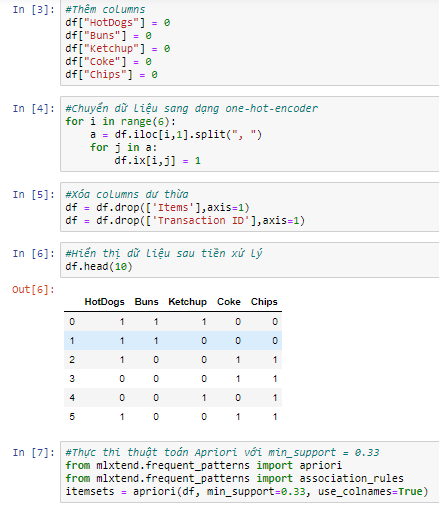 In [3]: #Thêm columns
df["HotDogs"] = 0
df["Buns"] = 0
df["Ketchup"] = 0
df["Coke"] = 0
df["Chips"] = 0
In [4]: #Chuyển dữ liệu sang dạng one-hot-encoder
for i in range(6):
    a = df.iloc[i,1].split(", ")
    for j in a:
        df.ix[i,j] = 1
In [5]: #Xóa columns dư thừa
df = df.drop(['Items'],axis=1)
df = df.drop(['Transaction ID'],axis=1)
In [6]: #Hiển thị dữ liệu sau tiền xử lý
df.head(10)
Out[6]:
HotDogs Buns Ketchup Coke Chips
0 1 1 1 0 0
1 1 1 0 0 0
2 1 0 0 1 1
3 0 0 0 1 1
4 0 0 1 0 1
5 1 0 0 1 1
In [7]: #Thực thi thuật toán Apriori với min_support = 0.33
from mlxtend.frequent_patterns import apriori
from mlxtend.frequent_patterns import association_rules
itemsets = apriori(df, min_support=0.33, use_colnames=True)